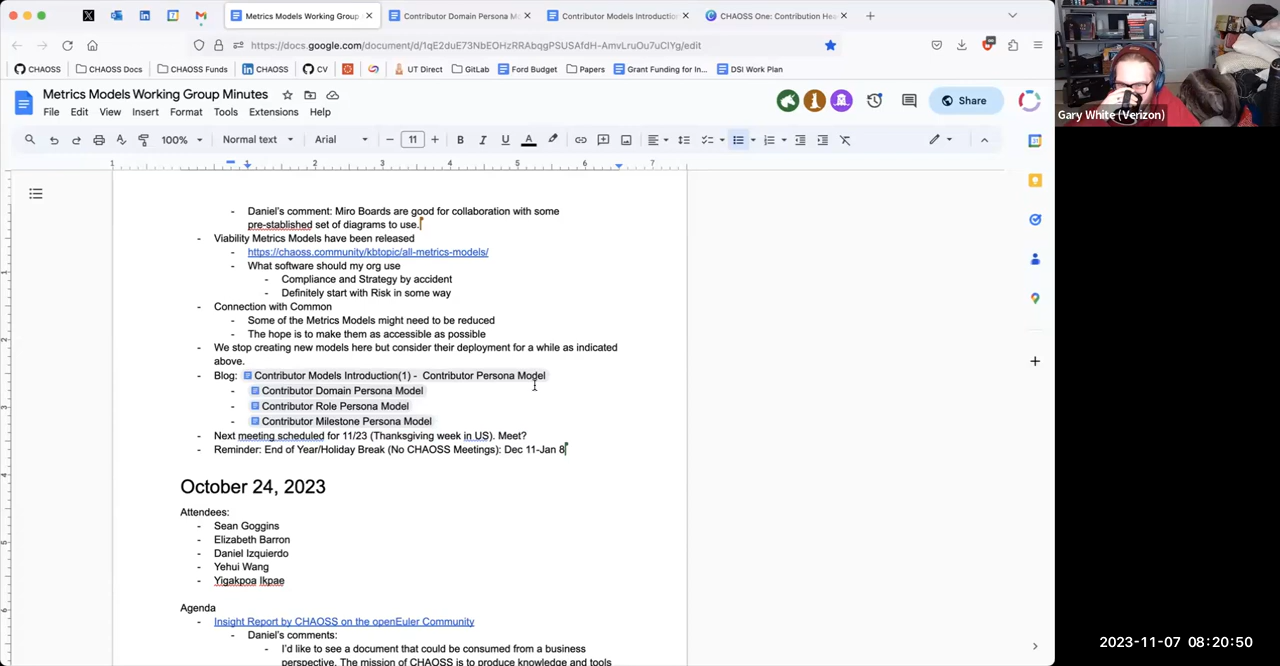 Metrics Models Working Group
Contributor Domain Persona M
Contributor Models Introductio
CHAOSS One: Contribution Hea
https://docs.google.com/document/d/1qE2duE73NbEOHzRRAbqgPSUSAfdH-AmvLruOu7uClYg/edit
CHAOSS
CHAOSS Docs
CHAOSS Funds
CHAOSS
CV
UT Direct
GitLab
Ford Budget
Papers
Grant Funding for In...
DSI Work Plan
Metrics Models Working Group Minutes
File Edit View Insert Format Tools Extensions Help
Share
100% Normal text Arial 11
1 1 2 3 4 5 6 7
- Daniel's comment: Miro Boards are good for collaboration with some
pre-stablished set of diagrams to use.
- Viability Metrics Models have been released
- https://chaoss.community/kbtopic/all-metrics-models/
- What software should my org use
- Compliance and Strategy by accident
- Definitely start with Risk in some way
- Connection with Common
- Some of the Metrics Models might need to be reduced
- The hope is to make them as accessible as possible
- We stop creating new models here but consider their deployment for a while as indicated
above.
- Blog: Contributor Models Introduction(1) - Contributor Persona Model
- Contributor Domain Persona Model
- Contributor Role Persona Model
- Contributor Milestone Persona Model
- Next meeting scheduled for 11/23 (Thanksgiving week in US). Meet?
- Reminder: End of Year/Holiday Break (No CHAOSS Meetings): Dec 11-Jan 8
October 24, 2023
Attendees:
- Sean Goggins
- Elizabeth Barron
- Daniel Izquierdo
- Yehui Wang
- Yigakpoa Ikpae
Agenda
- Insight Report by CHAOSS on the openEuler Community
- Daniel's comments:
- I'd like to see a document that could be consumed from a business
perspective. The mission of CHAOSS is to produce knowledge and tools
Gary White (Verizon)
2023-11-07 08:20:50